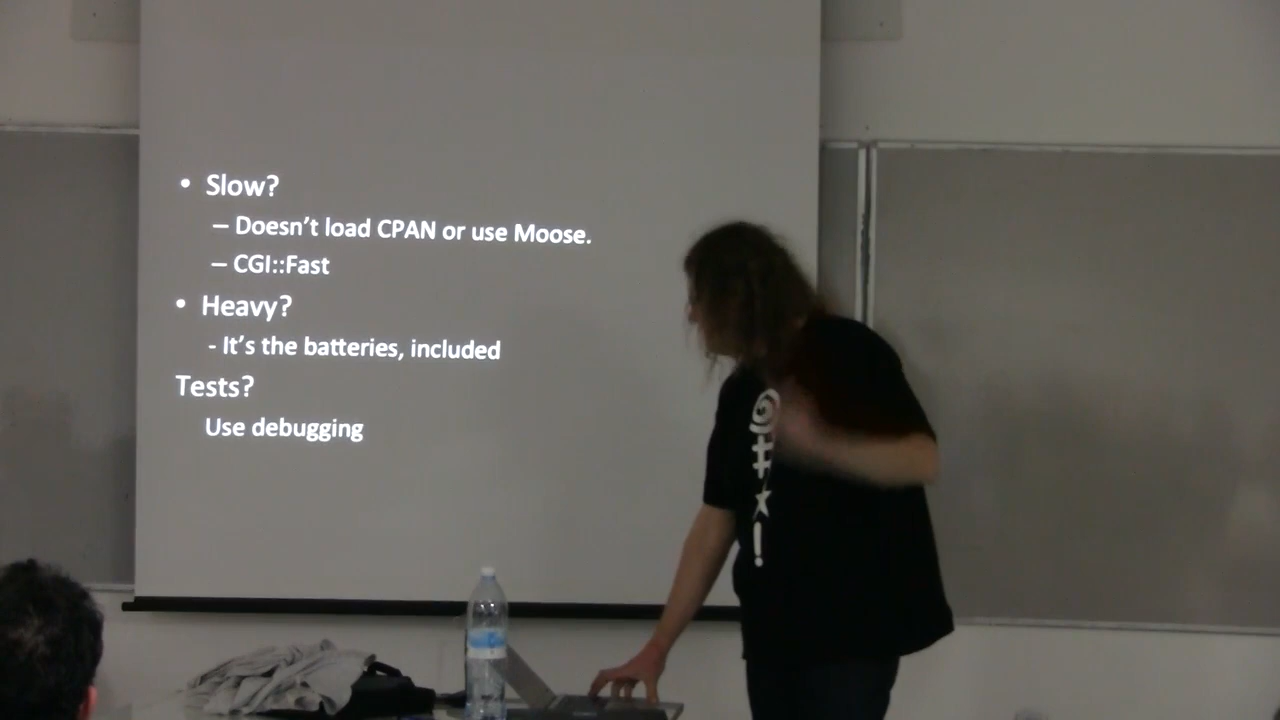 • Slow?
– Doesn't load CPAN or use Moose.
– CGI::Fast
• Heavy?
- It's the batteries, included
Tests?
Use debugging
@‡★!